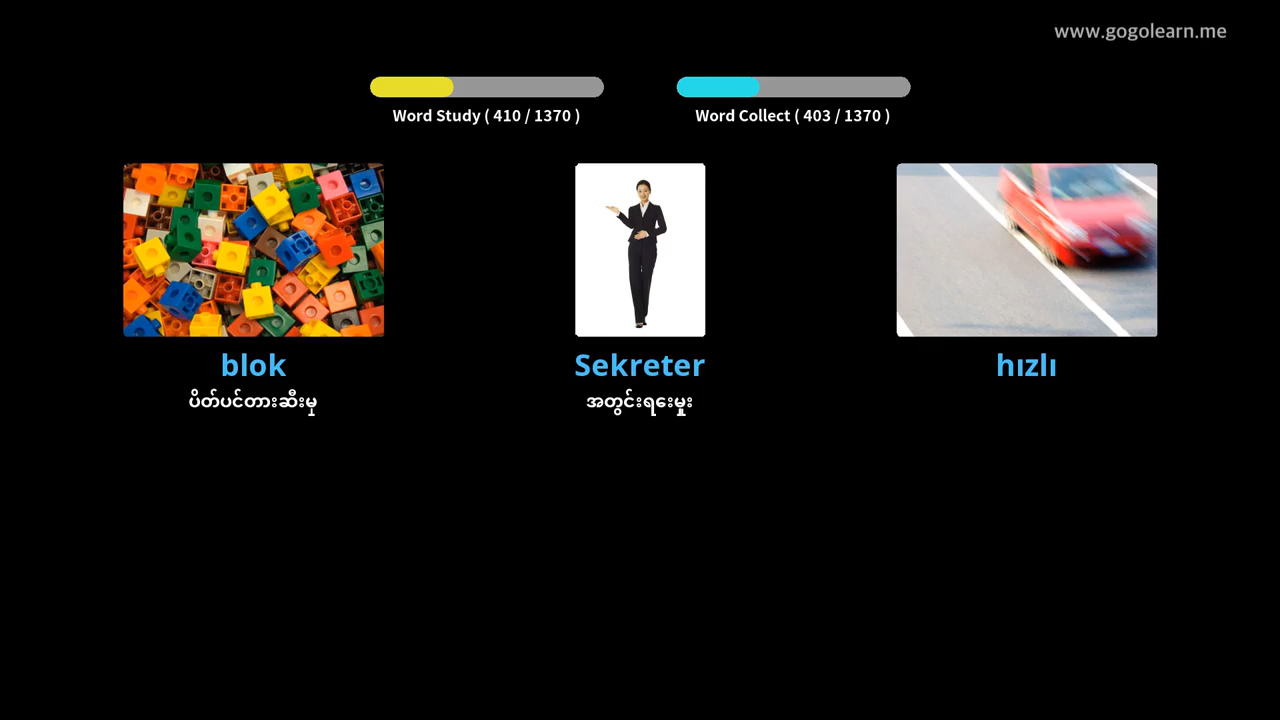 www.gogolearn.me
Word Study ( 410 / 1370 )
Word Collect ( 403 / 1370 )
blok
Sekreter
hızlı
ပိတ်ပင်တားဆီးမှ
အတွင်းရးေမှုး